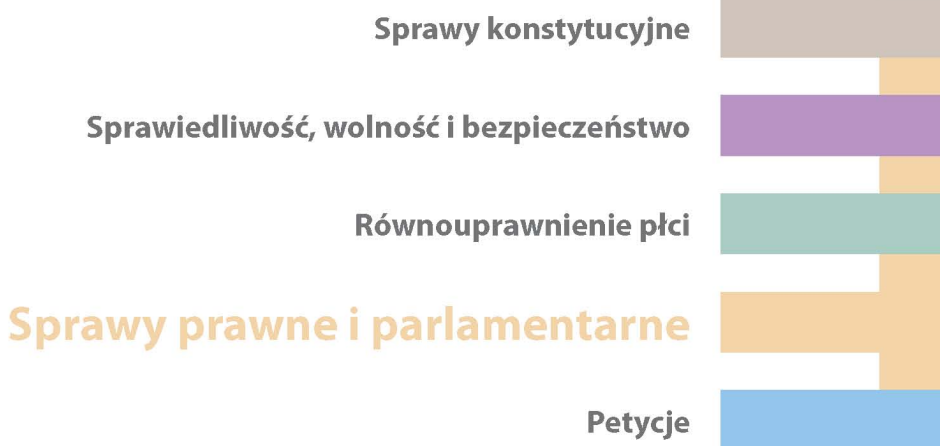 Sprawy konstytucyjne
Sprawiedliwość, wolność i bezpieczeństwo
Równouprawnienie płci
Sprawy prawne i parlamentarne
Petycje